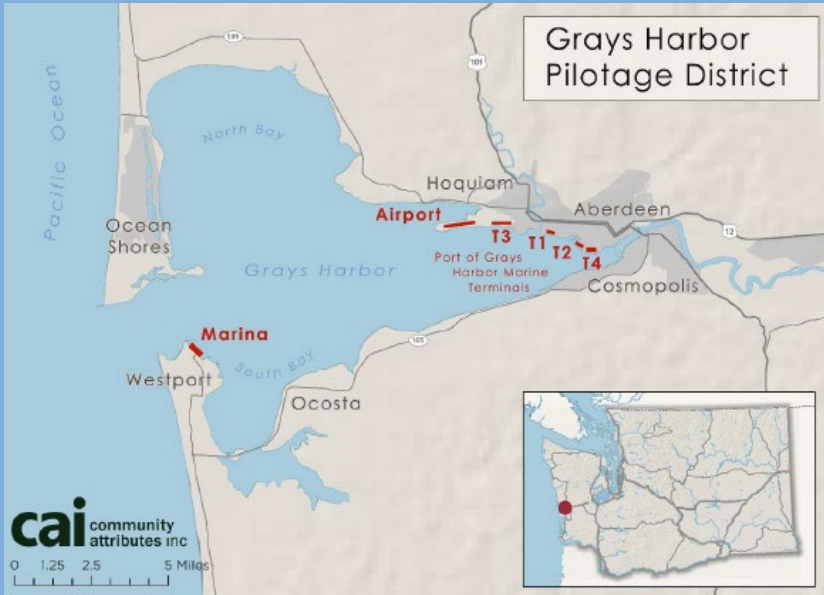 Grays Harbor
Pilotage District
109
101
North Bay
Pacific Ocean
Hoquiam
Aberdeen
Airport
T3
T1
T2
T4
12
Ocean
Shores
Grays Harbor
Port of Grays
Harbor Marine
Terminals
Cosmopolis
Marina
105
South Bay
Westport
Ocosta
cai community
attributes inc
0 1.25 2.5 5 Miles